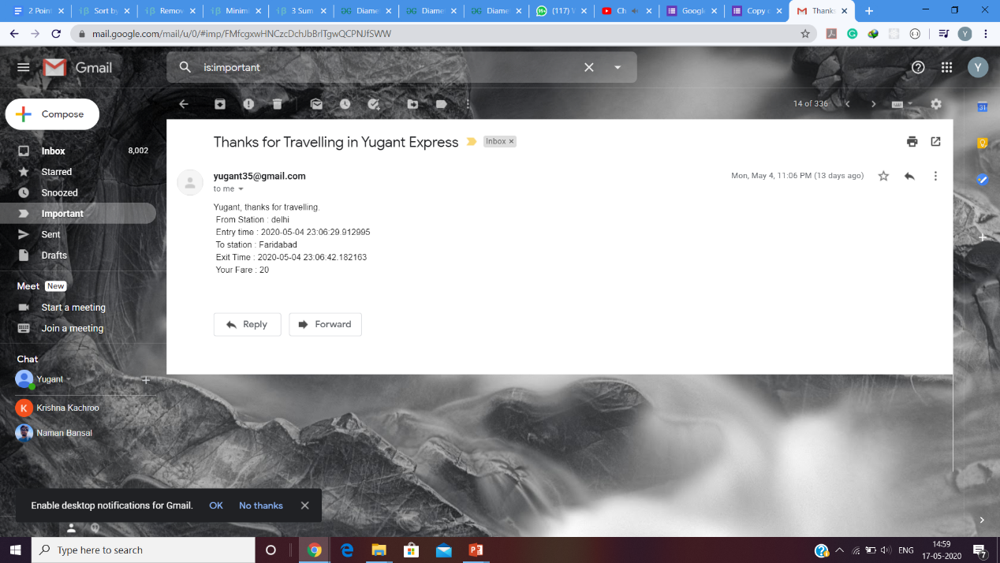 2 Point
Sort by
Remov
Minimu
3 Sum
Diame
Diamet
Diame
(117) W
Ch
Google
Copy o
Thanks
mail.google.com/mail/u/0/#imp/FMfcgxwHNCzcDchJbBrlTgwQCPNJfSWW
Y
Gmail
is:important
Y
Compose
14 of 336
31
Thanks for Travelling in Yugant Express
Inbox ×
Inbox 8,002
Starred
Snoozed
Important
Sent
Drafts
yugant35@gmail.com
Mon, May 4, 11:06 PM (13 days ago)
to me
Yugant, thanks for travelling.
From Station : delhi
Entry time : 2020-05-04 23:06:29.912995
To station : Faridabad
Exit Time : 2020-05-04 23:06:42.182163
Your Fare : 20
Meet New
Start a meeting
Join a meeting
Reply
Forward
Chat
Yugant
K Krishna Kachroo
Naman Bansal
Enable desktop notifications for Gmail. OK No thanks
Type here to search
ENG
14:59
17-05-2020
7